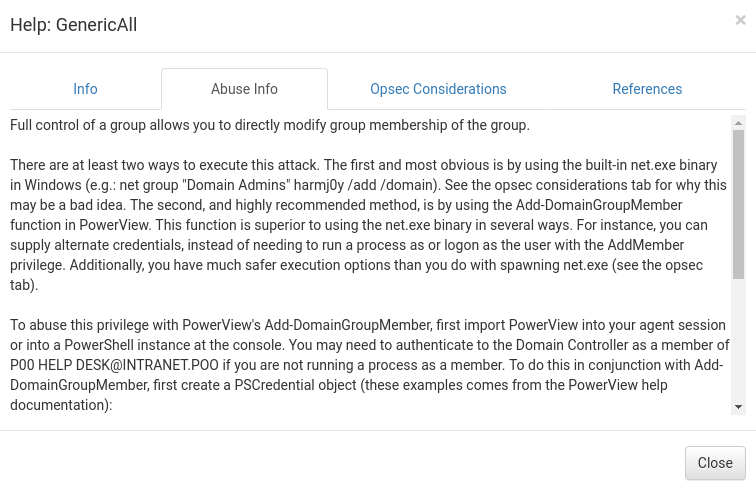 Help: GenericAll
×
Info
Abuse Info
Opsec Considerations
References
Full control of a group allows you to directly modify group membership of the group.
There are at least two ways to execute this attack. The first and most obvious is by using the built-in net.exe binary
in Windows (e.g.: net group "Domain Admins" harmj0y /add /domain). See the opsec considerations tab for why this
may be a bad idea. The second, and highly recommended method, is by using the Add-DomainGroupMember
function in PowerView. This function is superior to using the net.exe binary in several ways. For instance, you can
supply alternate credentials, instead of needing to run a process as or logon as the user with the AddMember
privilege. Additionally, you have much safer execution options than you do with spawning net.exe (see the opsec
tab).
To abuse this privilege with PowerView's Add-DomainGroupMember, first import PowerView into your agent session
or into a PowerShell instance at the console. You may need to authenticate to the Domain Controller as a member of
P00 HELP DESK@INTRANET.POO if you are not running a process as a member. To do this in conjunction with Add-
DomainGroupMember, first create a PSCredential object (these examples comes from the PowerView help
documentation):
Close